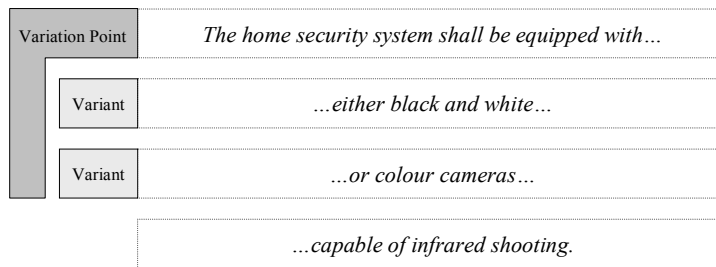 Variation Point
The home security system shall be equipped with…
Variant
…either black and white…
Variant
…or colour cameras…
…capable of infrared shooting.